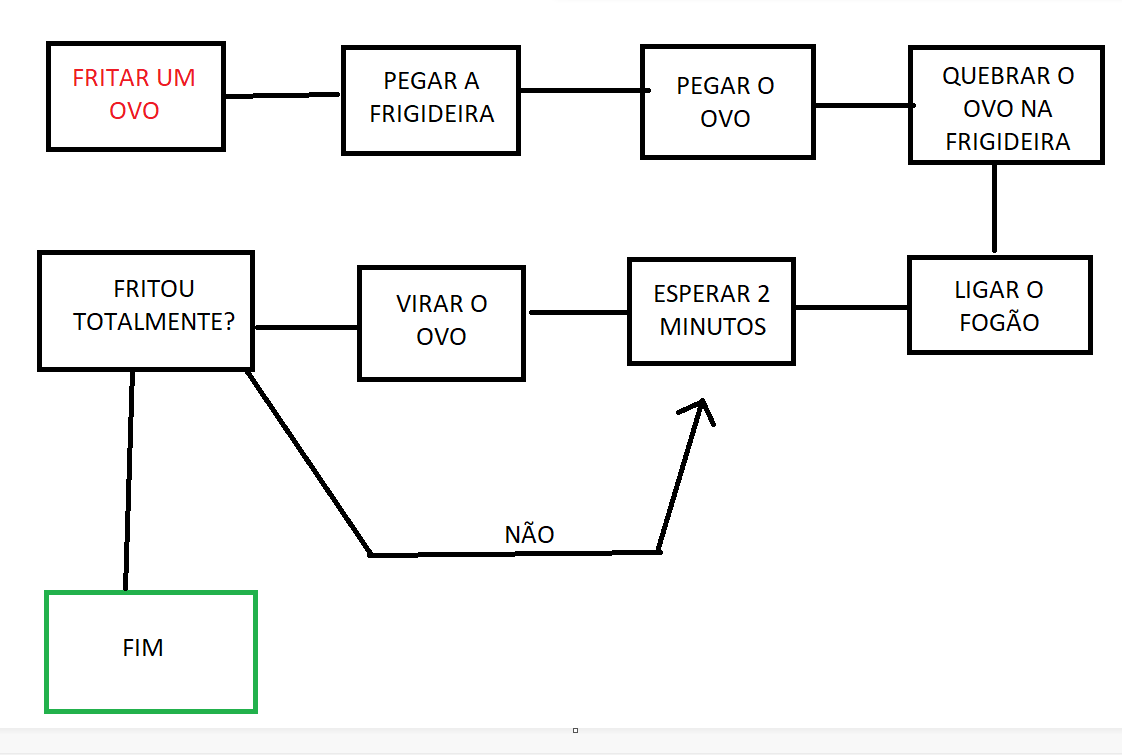 FRITAR UM
OVO
PEGAR A
FRIGIDEIRA
PEGAR O
OVO
QUEBRAR O
OVO NA
FRIGIDEIRA
LIGAR O
FOGÃO
ESPERAR 2
MINUTOS
VIRAR O
OVO
FRITOU
TOTALMENTE?
NÃO
FIM